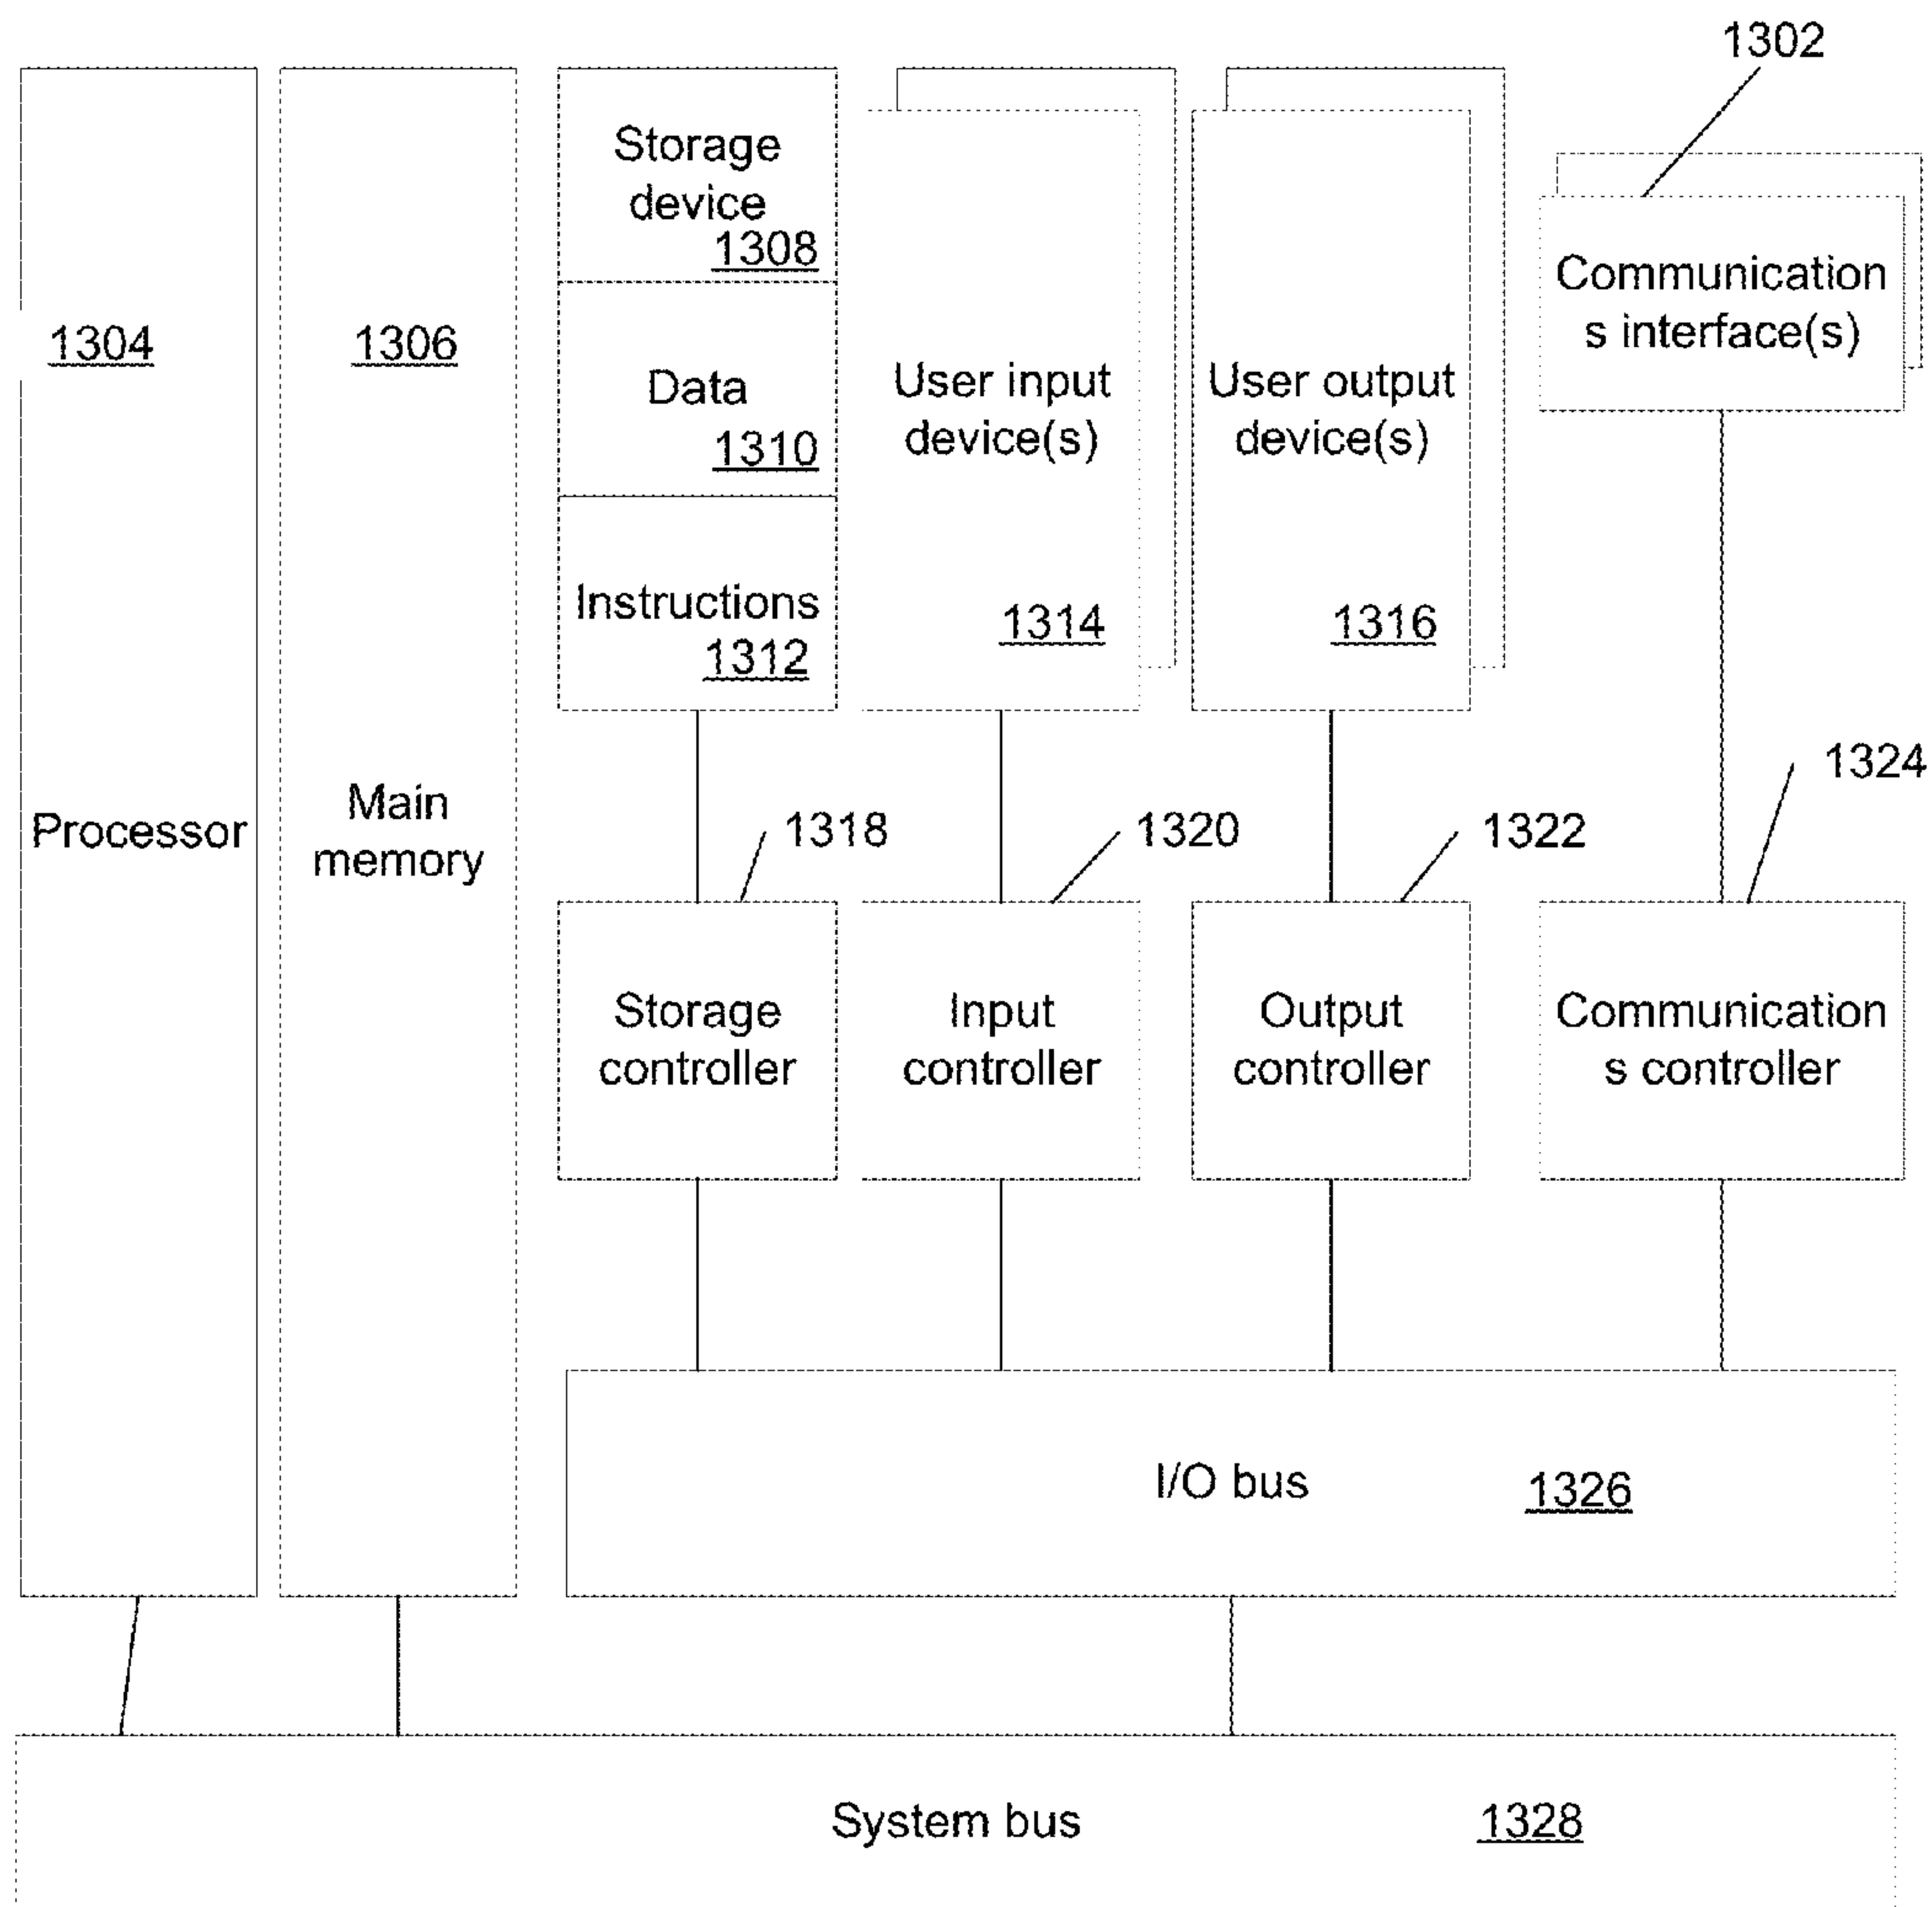 1302
Storage
device
1308
1304
1306
Data
1310
User input
device(s)
User output
device(s)
Communication
s interface(s)
Instructions
1312
1314
1316
Processor
Main
memory
1318
1320
1322
1324
Storage
controller
Input
controller
Output
controller
Communication
s controller
I/O bus
1326
System bus
1328